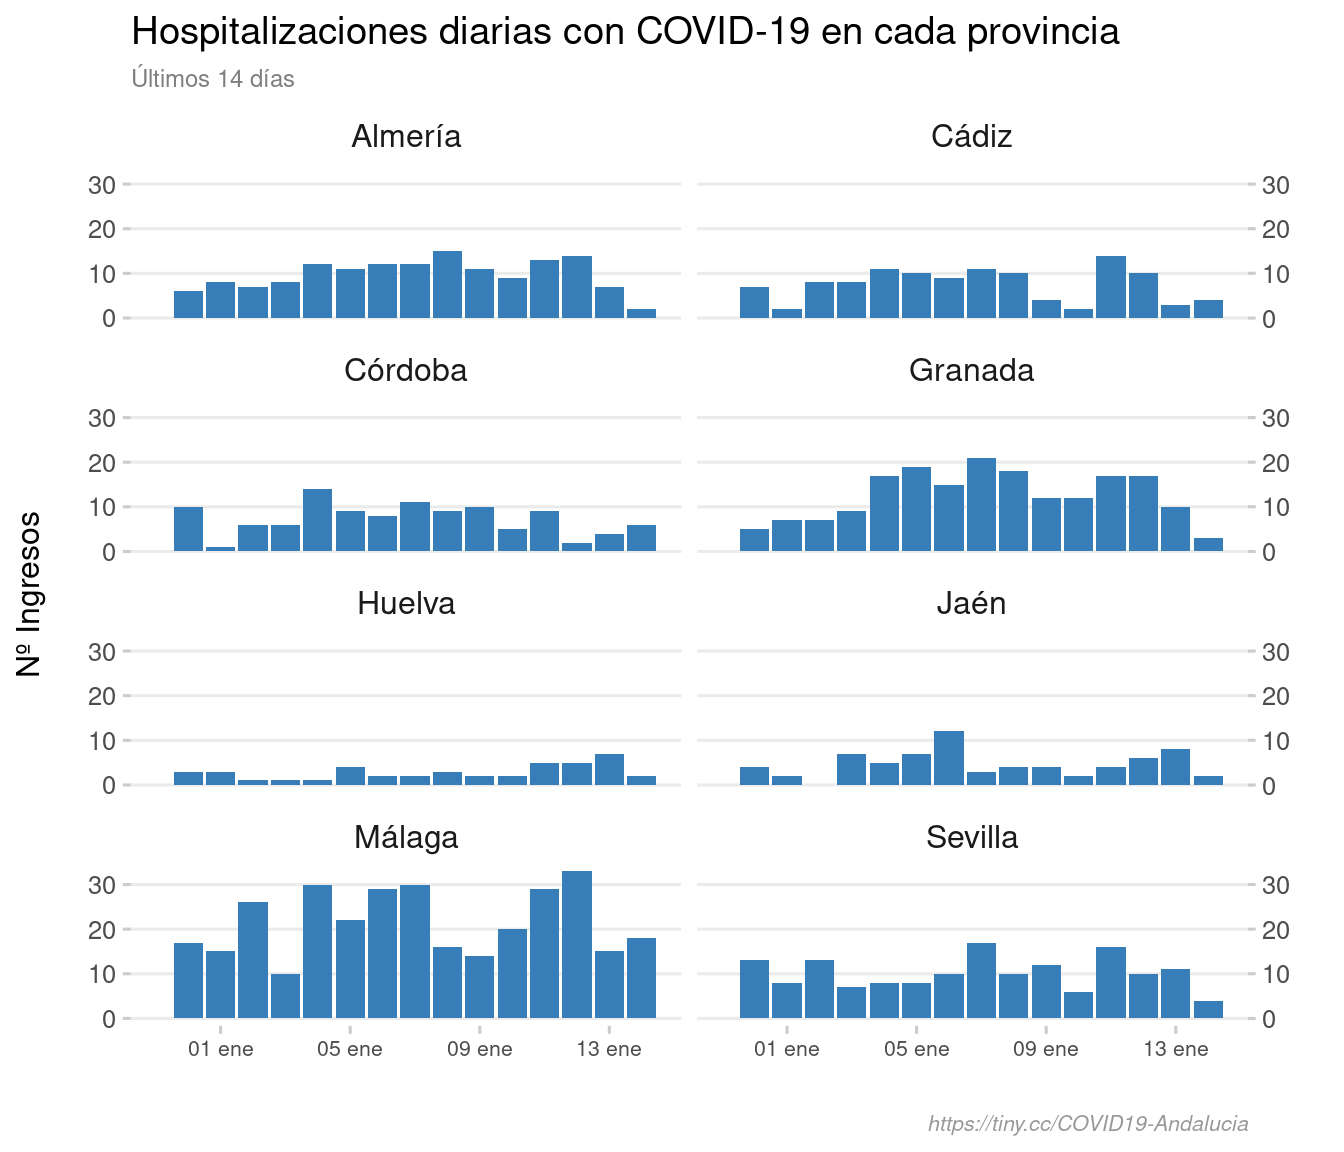 Hospitalizaciones diarias con COVID-19 en cada provincia
Últimos 14 días
Almería
Cádiz
30
20
10
0
30
20
10
0
Córdoba
Granada
30
20
10
0
30
20
10
0
Nº Ingresos
Huelva
Jaén
30
20
10
0
30
20
10
0
Málaga
Sevilla
30
20
10
0
30
20
10
0
01 ene 05 ene 09 ene 13 ene
01 ene 05 ene 09 ene 13 ene
https://tiny.cc/COVID19-Andalucia